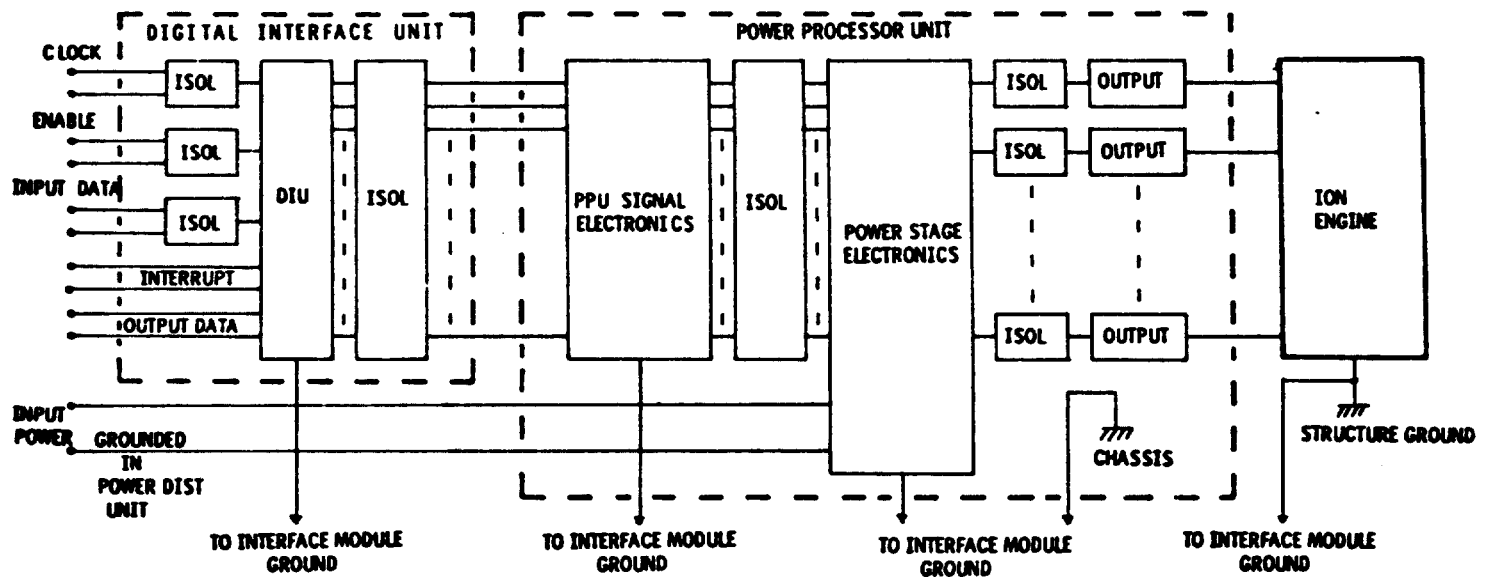 DIGITAL INTERFACE UNIT
POWER PROCESSOR UNIT
CLOCK
ISOL
ENABLE
ISOL
INPUT DATA
ISOL
INTERRUPT
OUTPUT DATA
DIU
ISOL
PPU SIGNAL
ELECTRONICS
ISOL
POWER STAGE
ELECTRONICS
ISOL
OUTPUT
ISOL
OUTPUT
ISOL
OUTPUT
ION
ENGINE
INPUT
POWER
GROUNDED
IN
POWER DIST
UNIT
CHASSIS
STRUCTURE GROUND
TO INTERFACE MODULE
GROUND
TO INTERFACE MODULE
GROUND
TO INTERFACE MODULE
GROUND
TO INTERFACE MODULE
GROUND